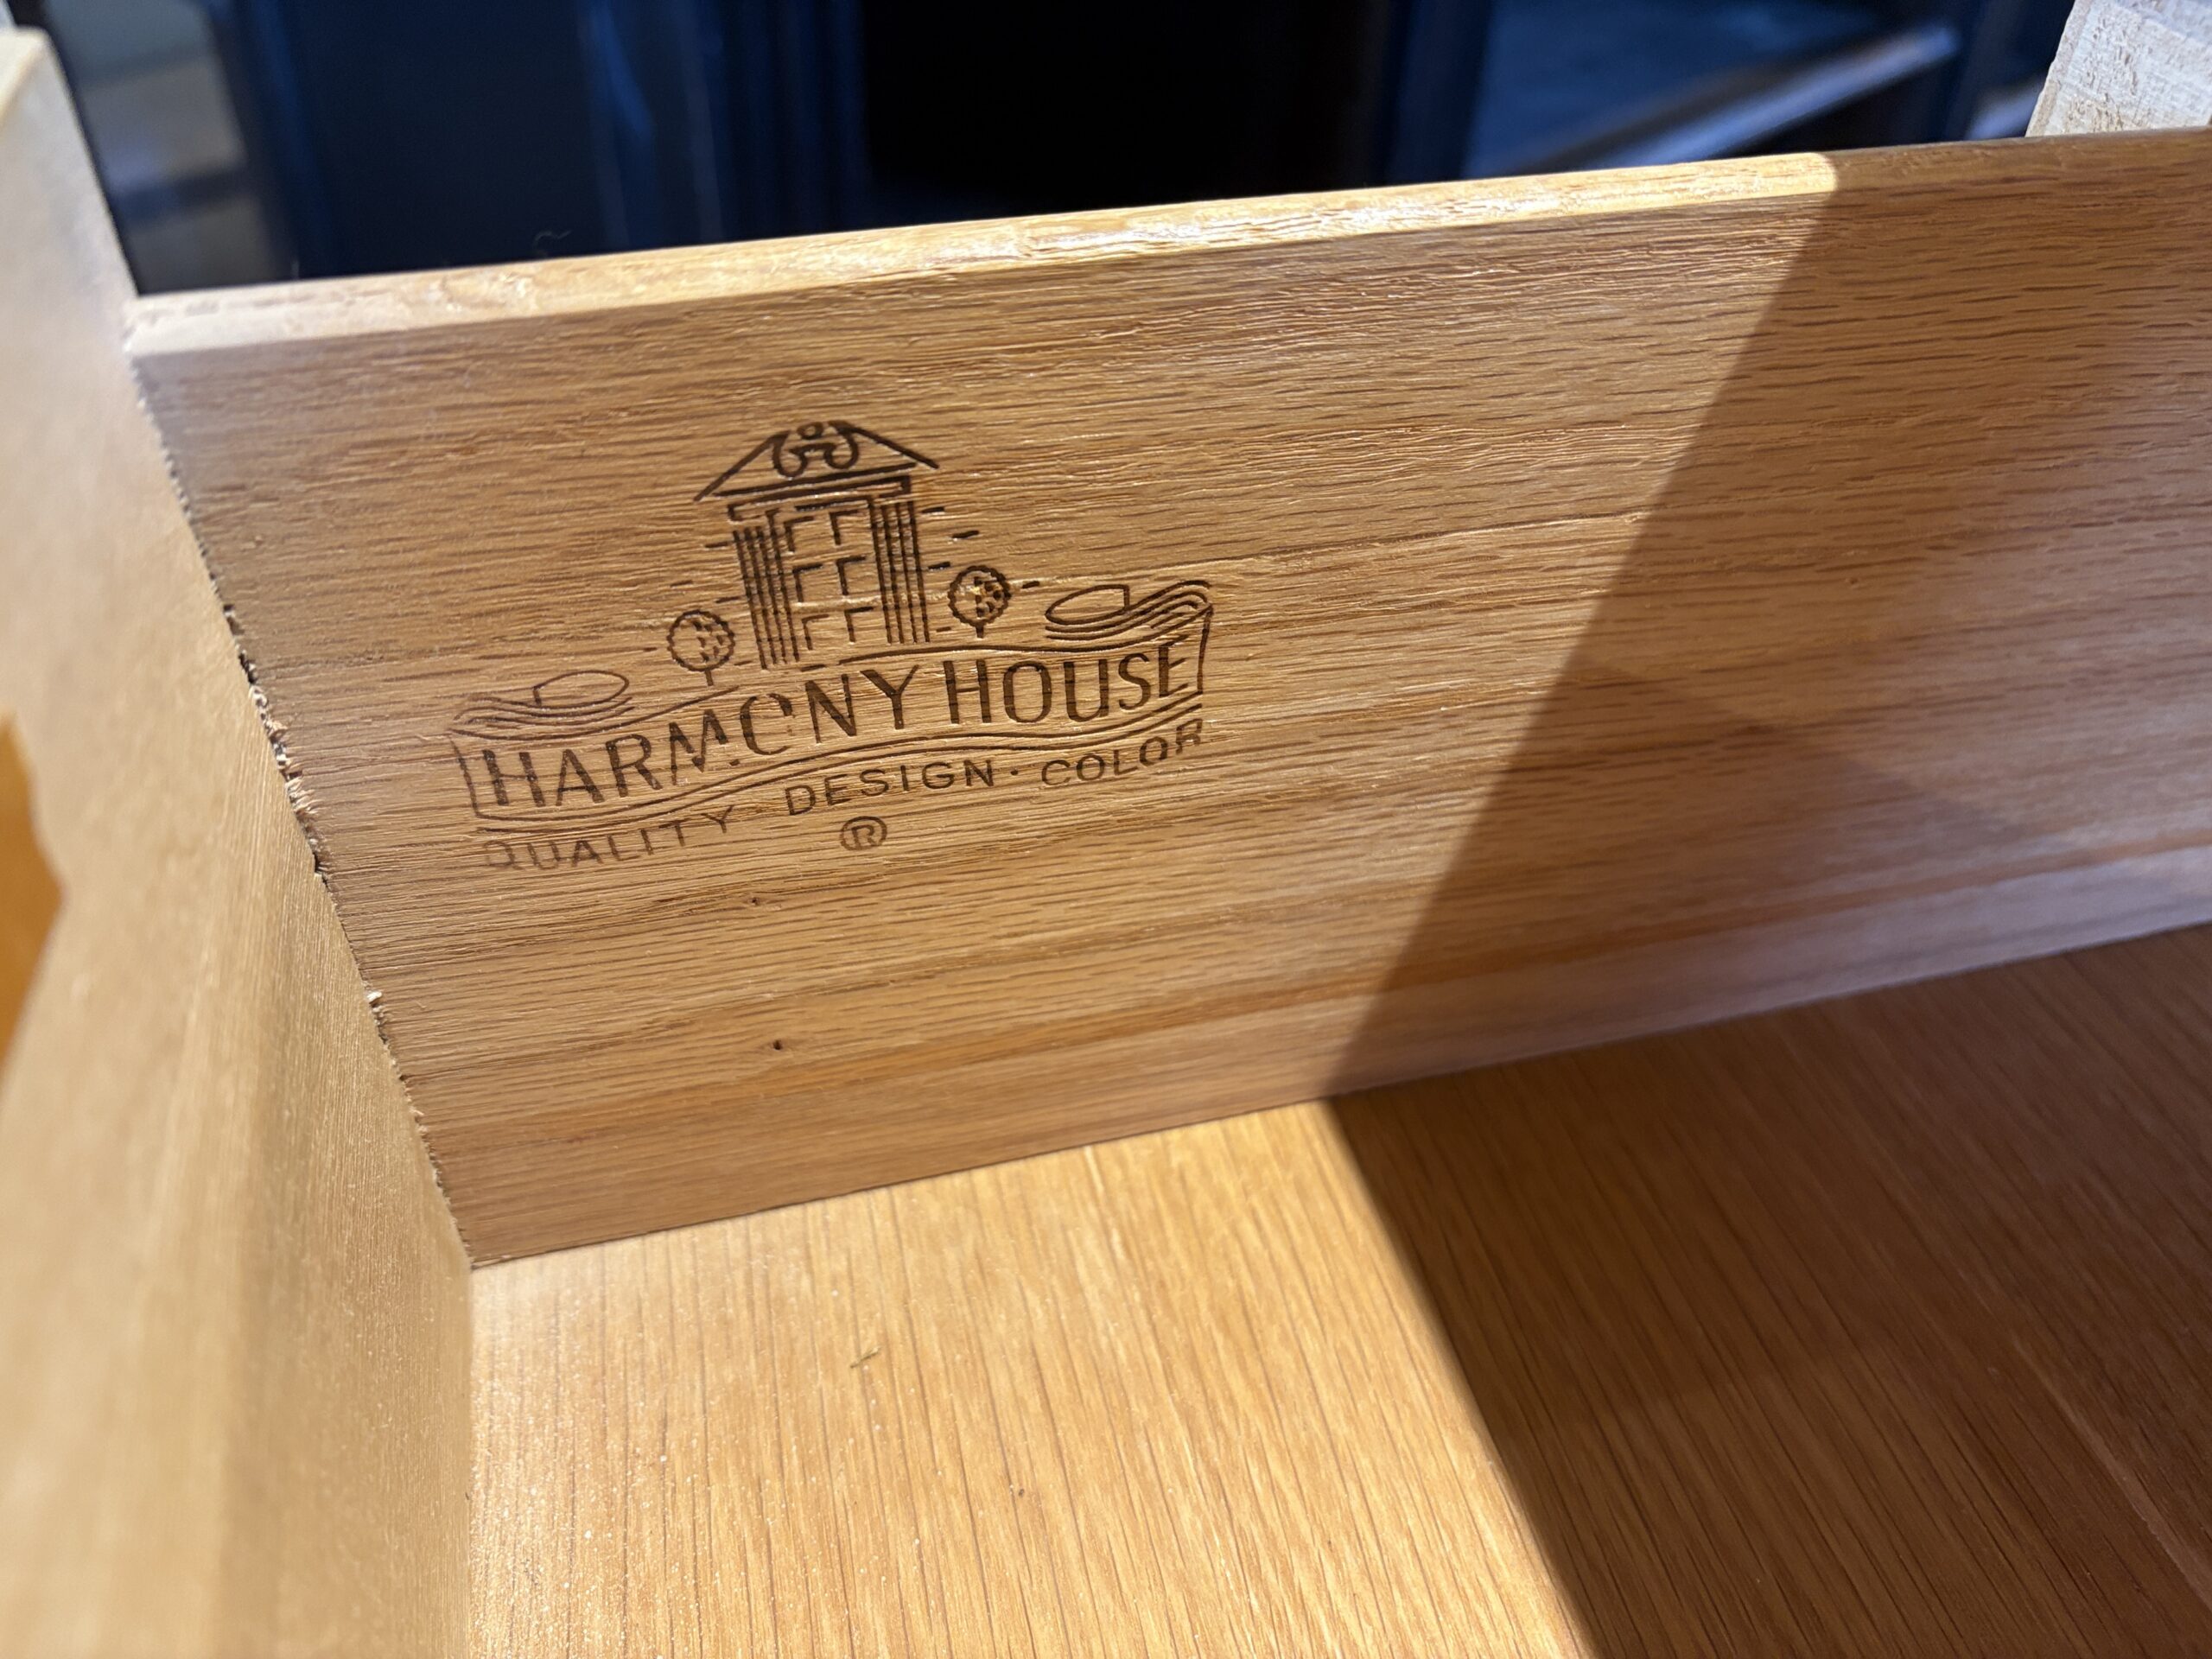 HARMONY HOUSE
QUALITY · DESIGN · COLOR
®